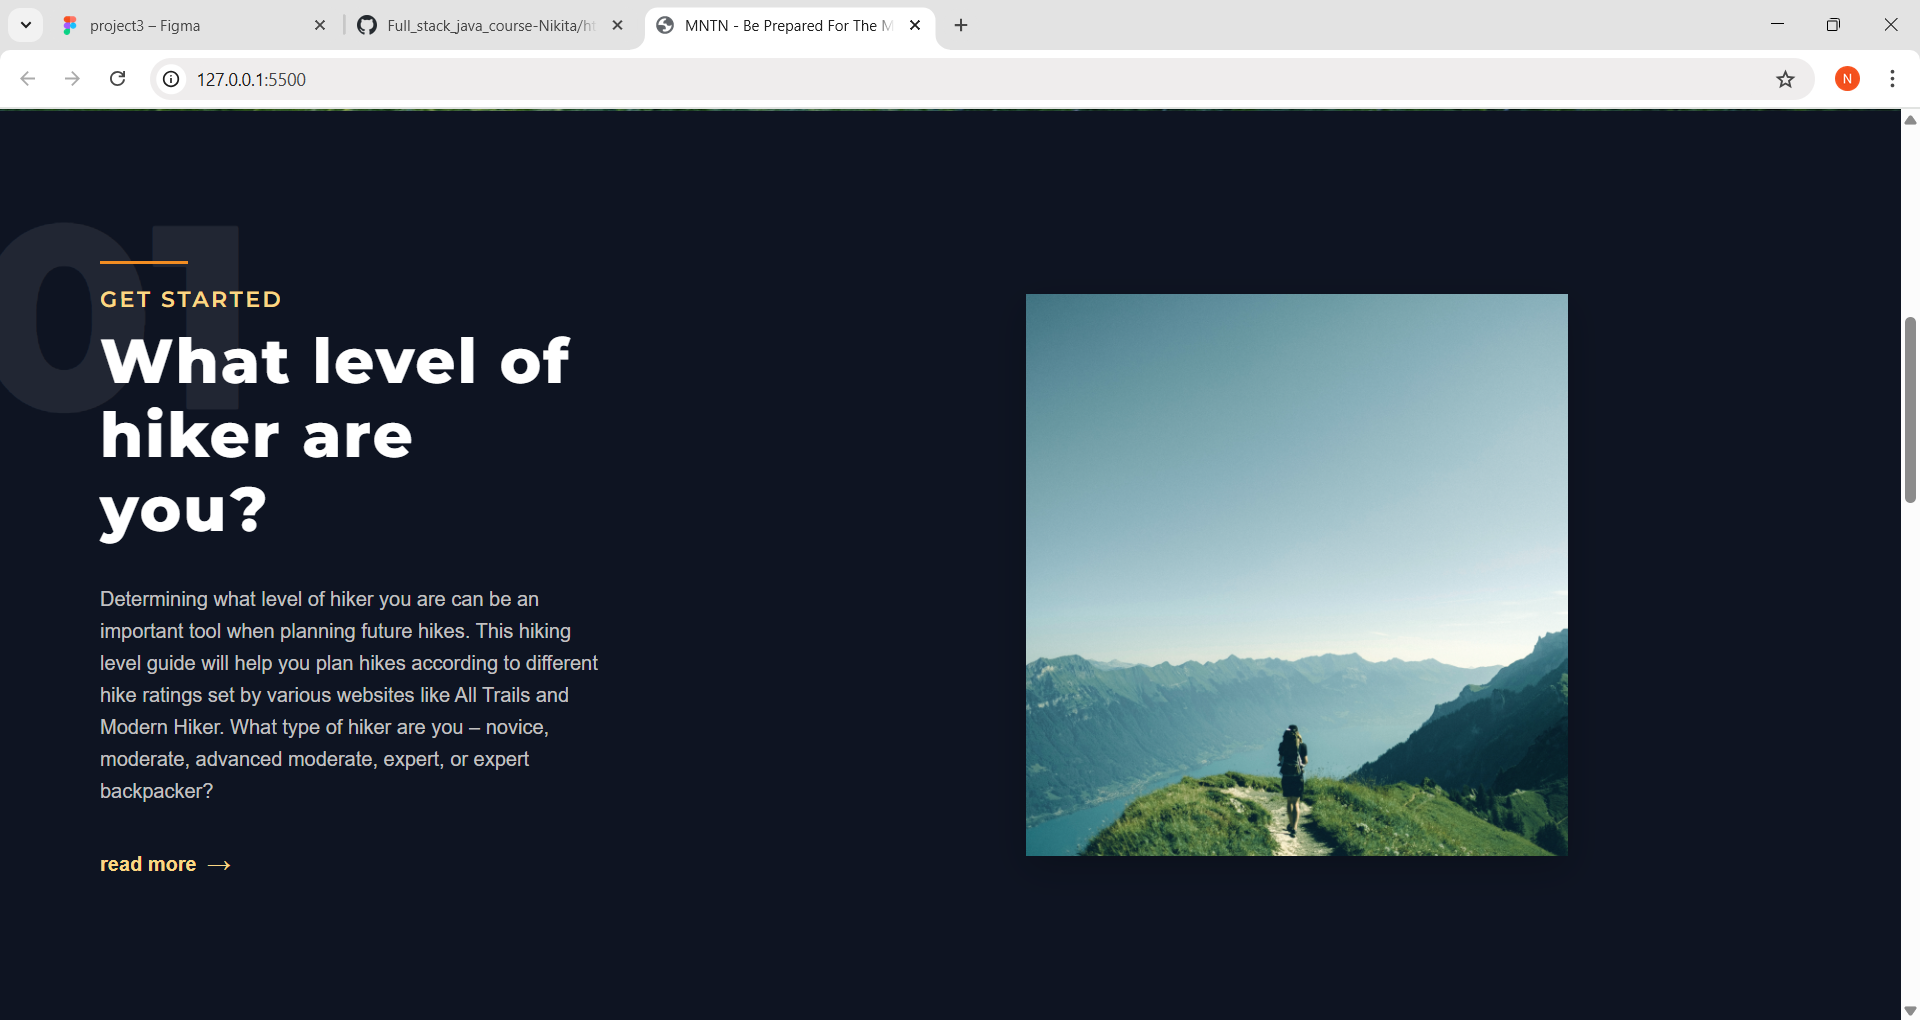 project3 – Figma
Full_stack_java_course-Nikita/ht
MNTN - Be Prepared For The M
127.0.0.1:5500
N
01
GET STARTED
What level of
hiker are
you?
Determining what level of hiker you are can be an
important tool when planning future hikes. This hiking
level guide will help you plan hikes according to different
hike ratings set by various websites like All Trails and
Modern Hiker. What type of hiker are you – novice,
moderate, advanced moderate, expert, or expert
backpacker?
read more →